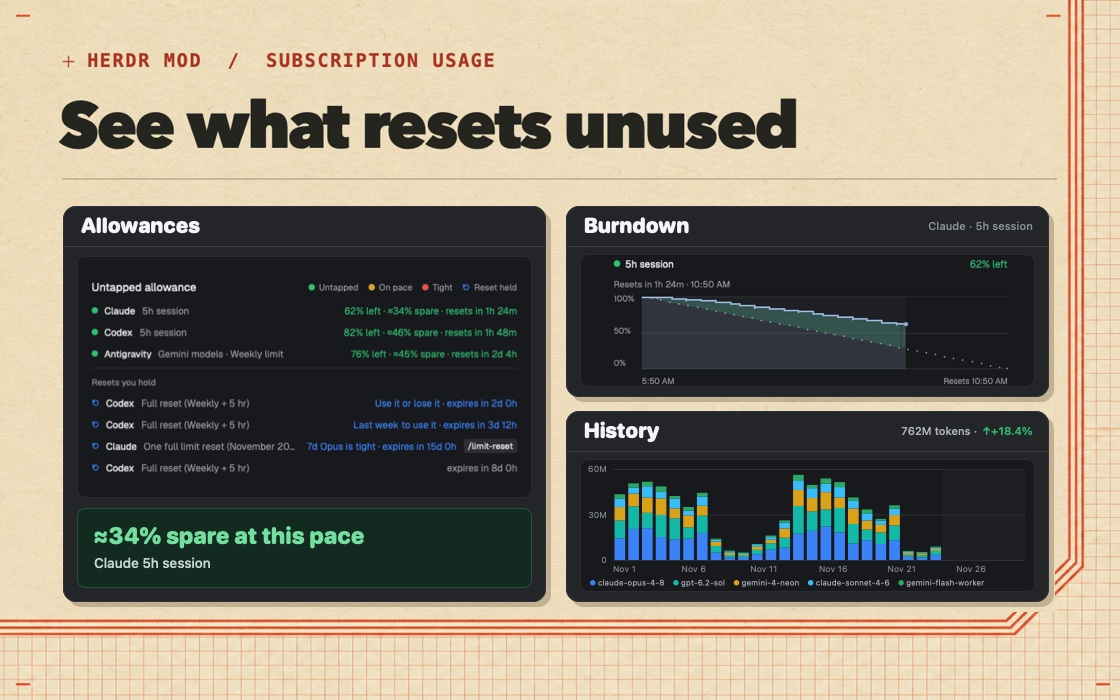 + HERDR MOD / SUBSCRIPTION USAGE
See what resets unused
Allowances
Untapped allowance
Untapped On pace Tight Reset held
Claude 5h session 62% left · ≈34% spare · resets in 1h 24m
Codex 5h session 82% left · ≈46% spare · resets in 1h 48m
Antigravity Gemini models · Weekly limit 76% left · ≈45% spare · resets in 2d 4h
Resets you hold
Codex Full reset (Weekly + 5 hr) Use it or lose it · expires in 2d 0h
Codex Full reset (Weekly + 5 hr) Last week to use it · expires in 3d 12h
Claude One full limit reset (November 20... 7d Opus is tight · expires in 15d 0h /limit-reset
Codex Full reset (Weekly + 5 hr) expires in 8d 0h
≈34% spare at this pace
Claude 5h session
Burndown Claude · 5h session
5h session 62% left
Resets in 1h 24m · 10:50 AM
100%
50%
0%
5:50 AM Resets 10:50 AM
History 762M tokens · ↑+18.4%
60M
30M
0
Nov 1 Nov 6 Nov 11 Nov 16 Nov 21 Nov 26
claude-opus-4-8 gpt-6.2-sol gemini-4-neon claude-sonnet-4-6 gemini-flash-worker